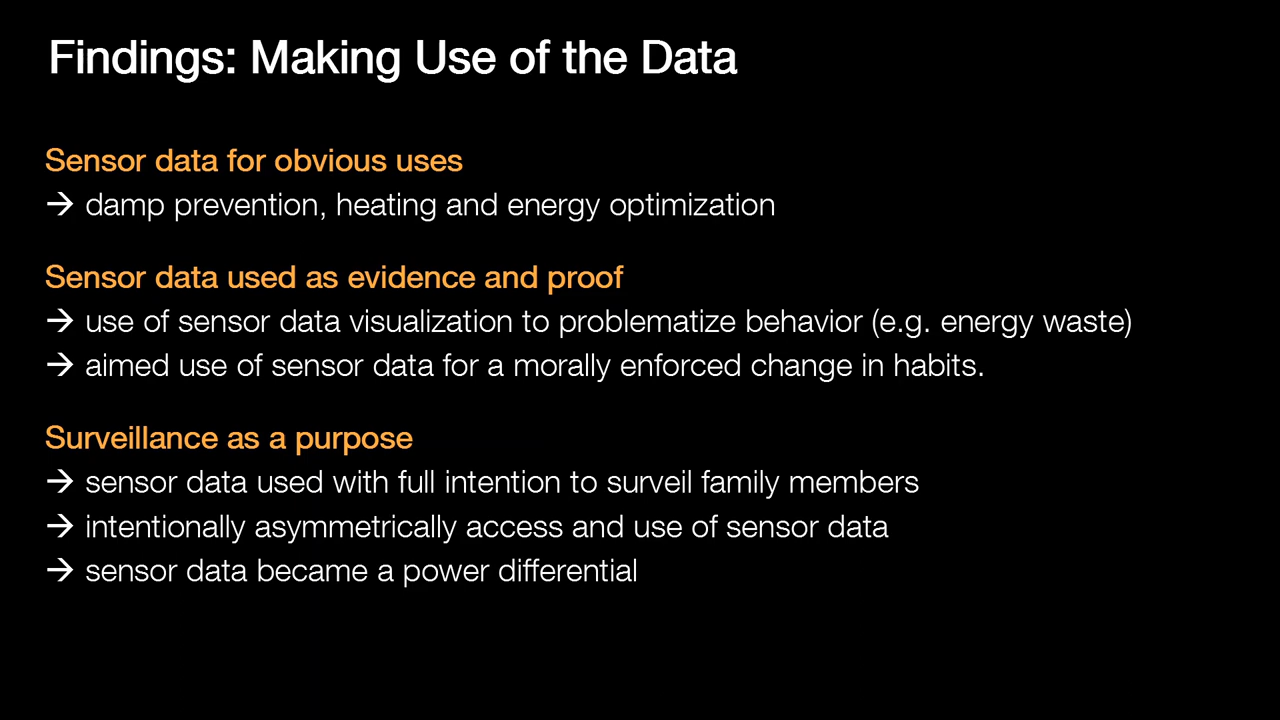 Findings: Making Use of the Data
Sensor data for obvious uses
→ damp prevention, heating and energy optimization
Sensor data used as evidence and proof
→ use of sensor data visualization to problematize behavior (e.g. energy waste)
→ aimed use of sensor data for a morally enforced change in habits.
Surveillance as a purpose
→ sensor data used with full intention to surveil family members
→ intentionally asymmetrically access and use of sensor data
→ sensor data became a power differential